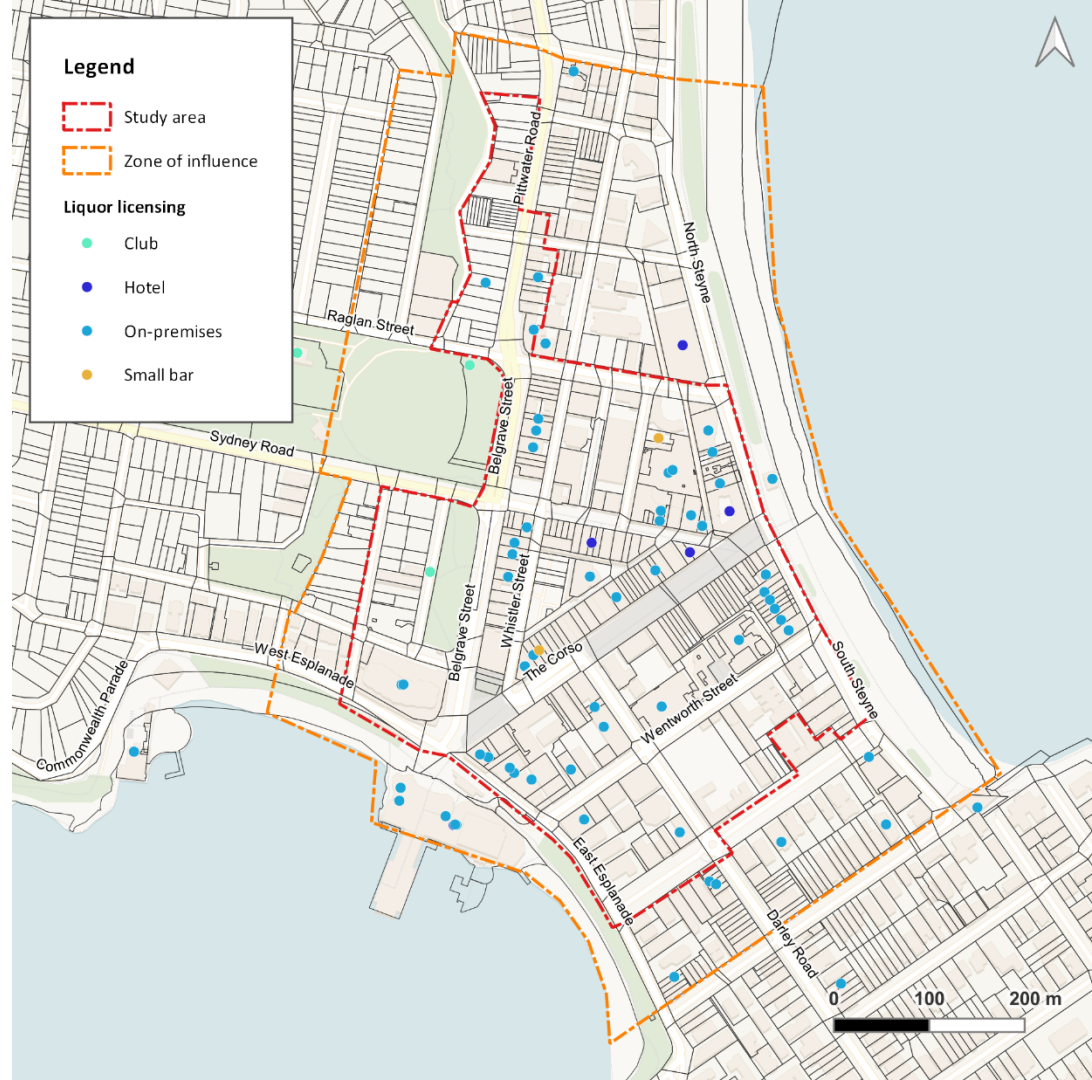 Legend
Study area
Zone of influence
Liquor licensing
Club
Hotel
On-premises
Small bar
Pittwater Road
North Steyne
Raglan Street
Belgrave Street
Sydney Road
Whistler Street
Belgrave Street
The Corso
West Esplanade
Commonwealth Parade
Wentworth Street
South Steyne
East Esplanade
Darley Road
0 100 200 m